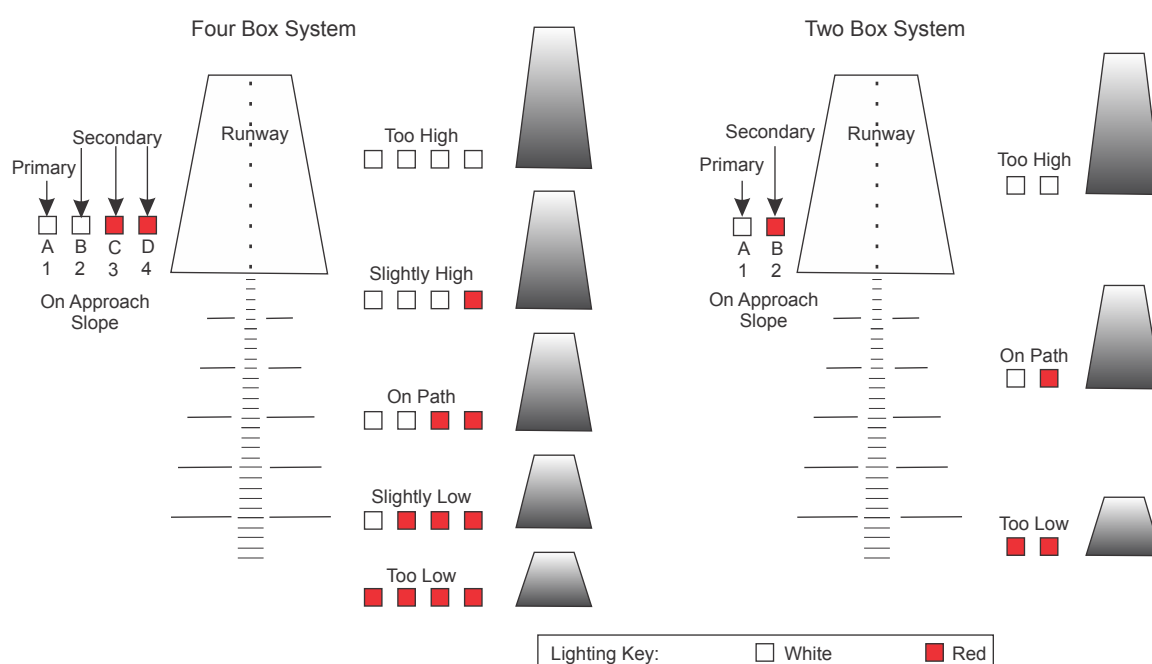 Four Box System
Primary
Secondary
A B C D
1 2 3 4
On Approach
Slope
Runway
Too High
Slightly High
On Path
Slightly Low
Too Low
Two Box System
Primary
Secondary
A B
1 2
On Approach
Slope
Runway
Too High
On Path
Too Low
Lighting Key: White Red